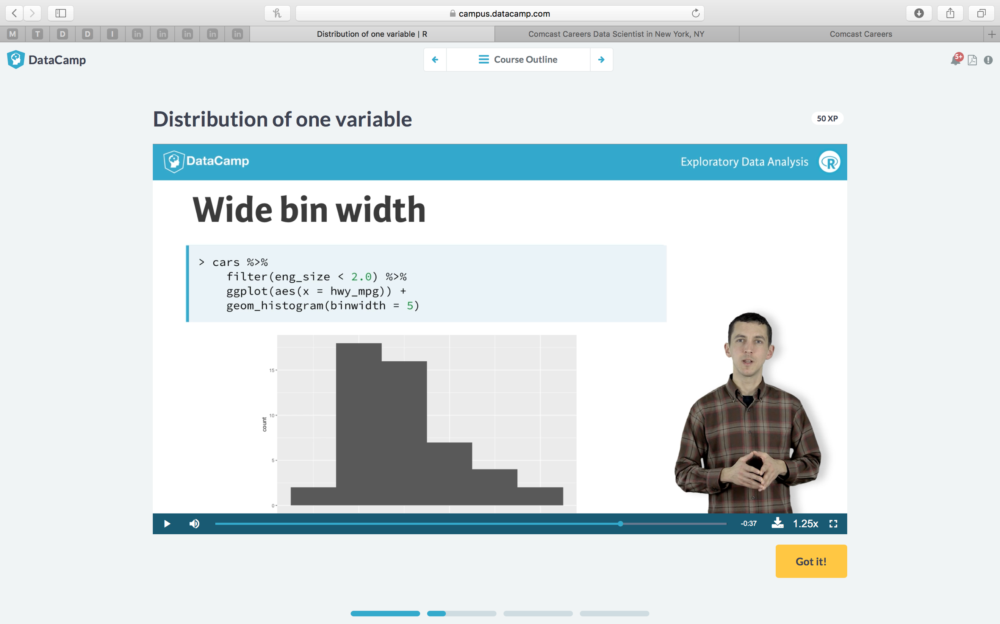 campus.datacamp.com
M T D D I in in in in in Distribution of one variable | R Comcast Careers Data Scientist in New York, NY Comcast Careers
DataCamp
Course Outline
5+
Distribution of one variable
50 XP
DataCamp
Exploratory Data Analysis R
Wide bin width
> cars %>%
filter(eng_size < 2.0) %>%
ggplot(aes(x = hwy_mpg)) +
geom_histogram(binwidth = 5)
15
10
count
5
0
-0:37 1.25x
Got it!